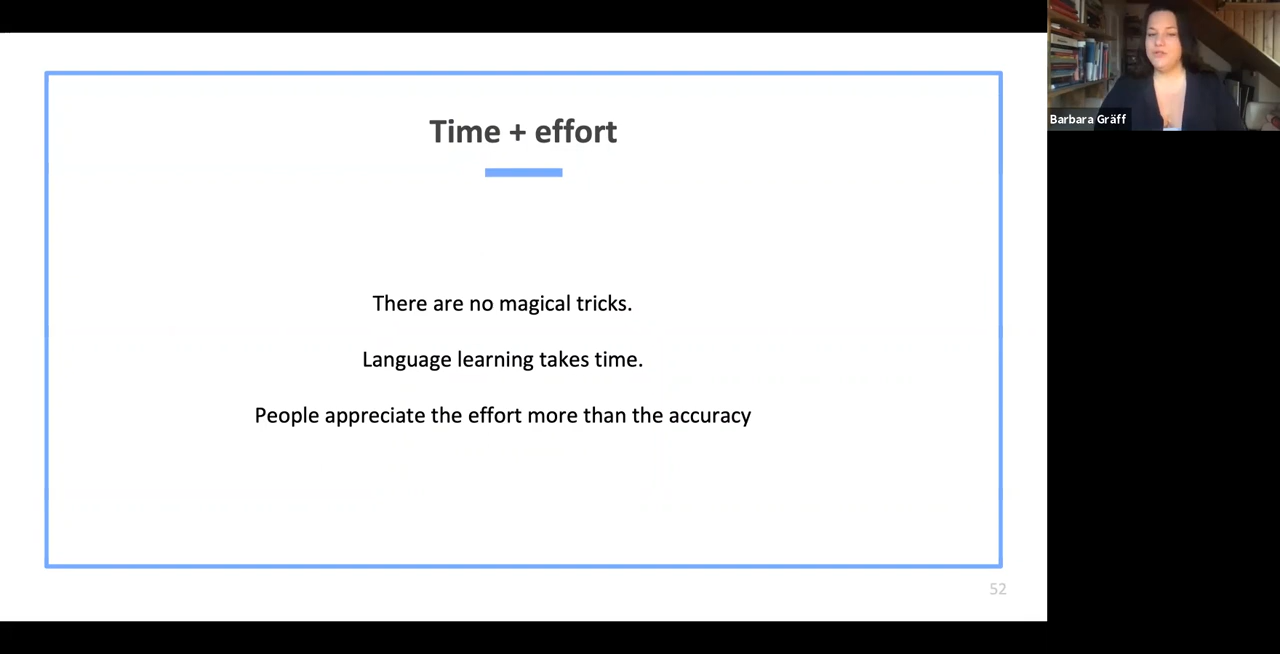 Time + effort
There are no magical tricks.
Language learning takes time.
People appreciate the effort more than the accuracy
52
Barbara Gräff